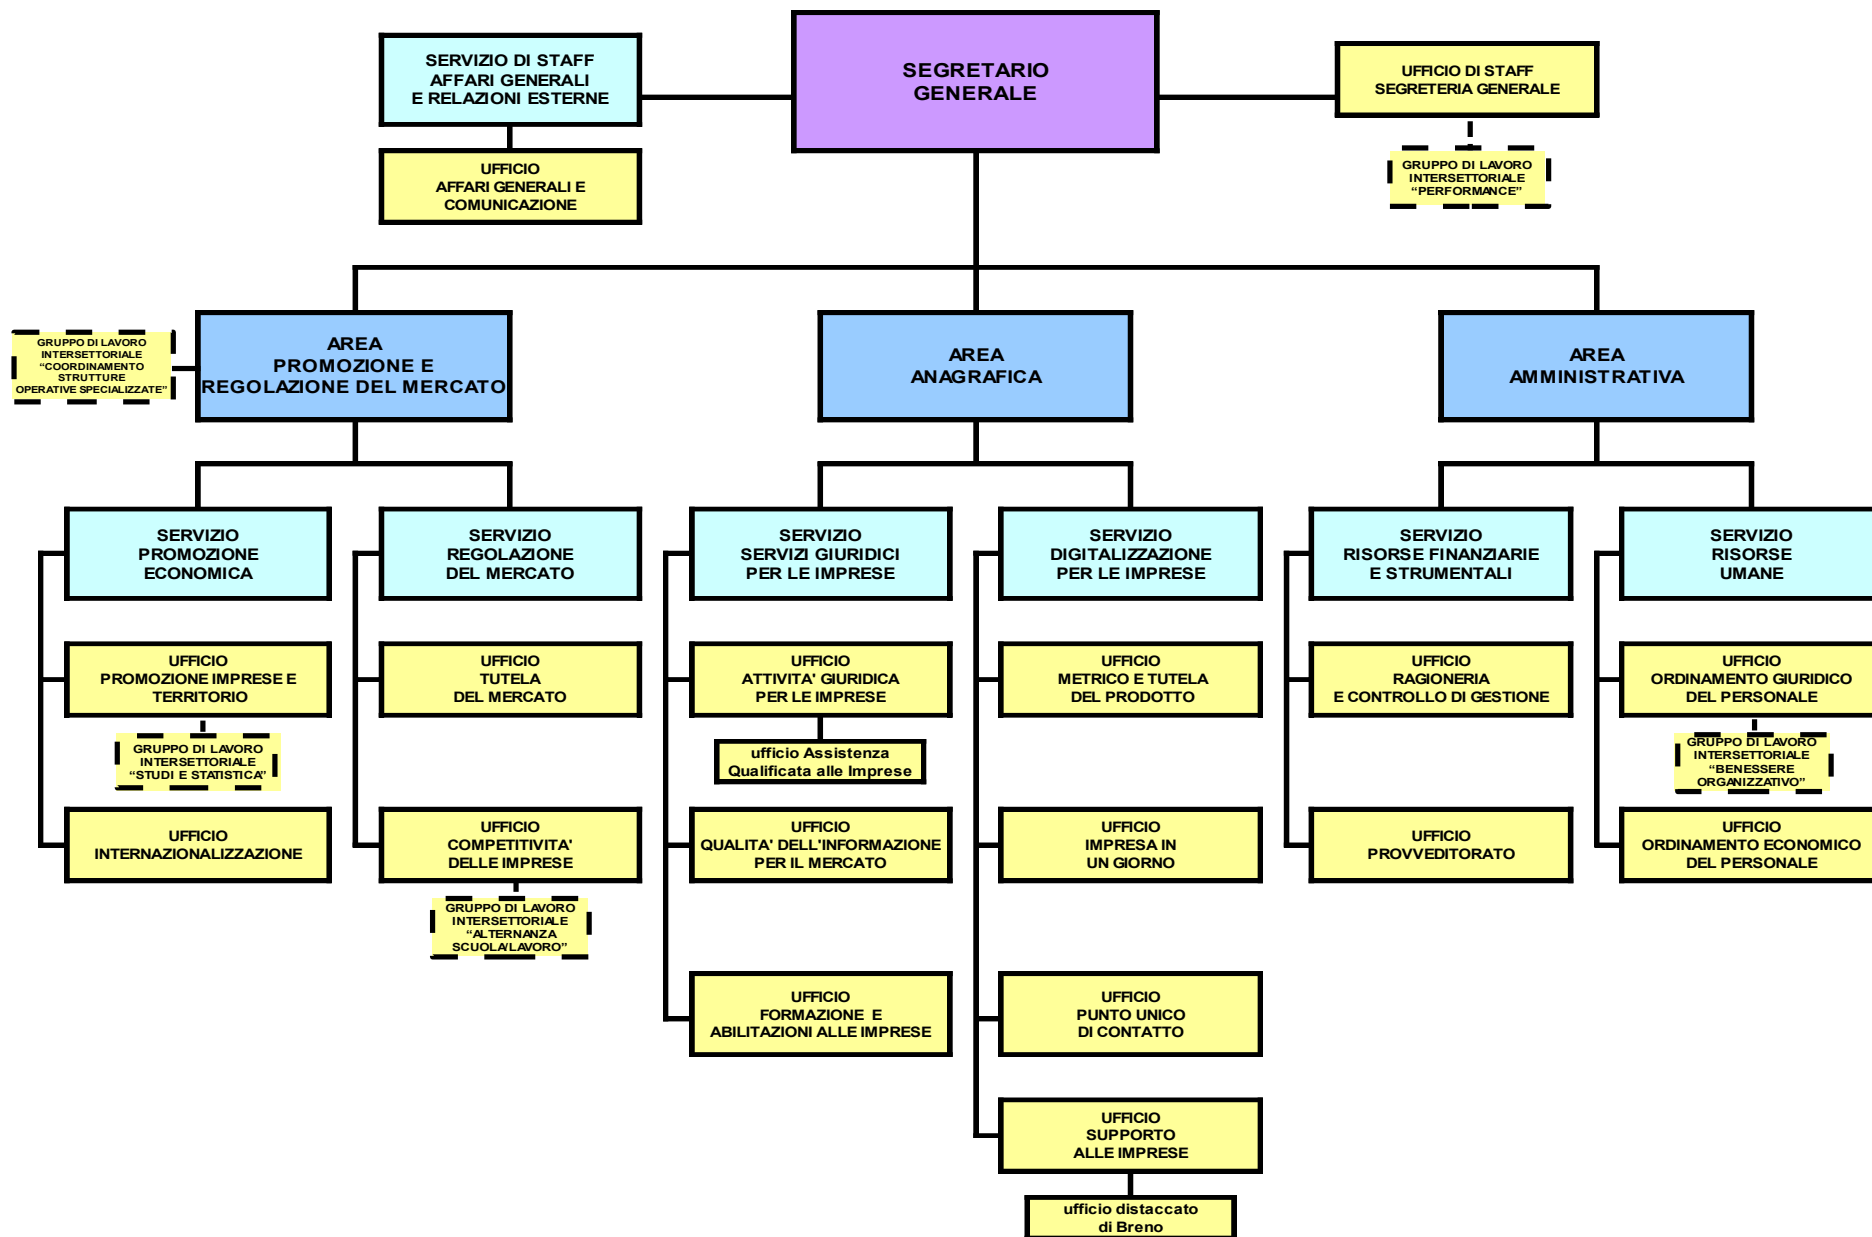 SERVIZIO DI STAFF
AFFARI GENERALI
E RELAZIONI ESTERNE
SEGRETARIO
GENERALE
UFFICIO DI STAFF
SEGRETERIA GENERALE
UFFICIO
AFFARI GENERALI E
COMUNICAZIONE
GRUPPO DI LAVORO
INTERSETTORIALE
“PERFORMANCE”
GRUPPO DI LAVORO
INTERSETTORIALE
“COORDINAMENTO
STRUTTURE
OPERATIVE SPECIALIZZATE”
AREA
PROMOZIONE E
REGOLAZIONE DEL MERCATO
AREA
ANAGRAFICA
AREA
AMMINISTRATIVA
SERVIZIO
PROMOZIONE
ECONOMICA
SERVIZIO
REGOLAZIONE
DEL MERCATO
SERVIZIO
SERVIZI GIURIDICI
PER LE IMPRESE
SERVIZIO
DIGITALIZZAZIONE
PER LE IMPRESE
SERVIZIO
RISORSE FINANZIARIE
E STRUMENTALI
SERVIZIO
RISORSE
UMANE
UFFICIO
PROMOZIONE IMPRESE E
TERRITORIO
UFFICIO
TUTELA
DEL MERCATO
UFFICIO
ATTIVITA' GIURIDICA
PER LE IMPRESE
UFFICIO
METRICO E TUTELA
DEL PRODOTTO
UFFICIO
RAGIONERIA
E CONTROLLO DI GESTIONE
UFFICIO
ORDINAMENTO GIURIDICO
DEL PERSONALE
GRUPPO DI LAVORO
INTERSETTORIALE
“STUDI E STATISTICA”
ufficio Assistenza
Qualificata alle Imprese
GRUPPO DI LAVORO
INTERSETTORIALE
“BENESSERE
ORGANIZZATIVO”
UFFICIO
INTERNAZIONALIZZAZIONE
UFFICIO
COMPETITIVITA'
DELLE IMPRESE
UFFICIO
QUALITA' DELL'INFORMAZIONE
PER IL MERCATO
UFFICIO
IMPRESA IN
UN GIORNO
UFFICIO
PROVVEDITORATO
UFFICIO
ORDINAMENTO ECONOMICO
DEL PERSONALE
GRUPPO DI LAVORO
INTERSETTORIALE
“ALTERNANZA
SCUOLA/LAVORO”
UFFICIO
FORMAZIONE E
ABILITAZIONI ALLE IMPRESE
UFFICIO
PUNTO UNICO
DI CONTATTO
UFFICIO
SUPPORTO
ALLE IMPRESE
ufficio distaccato
di Breno